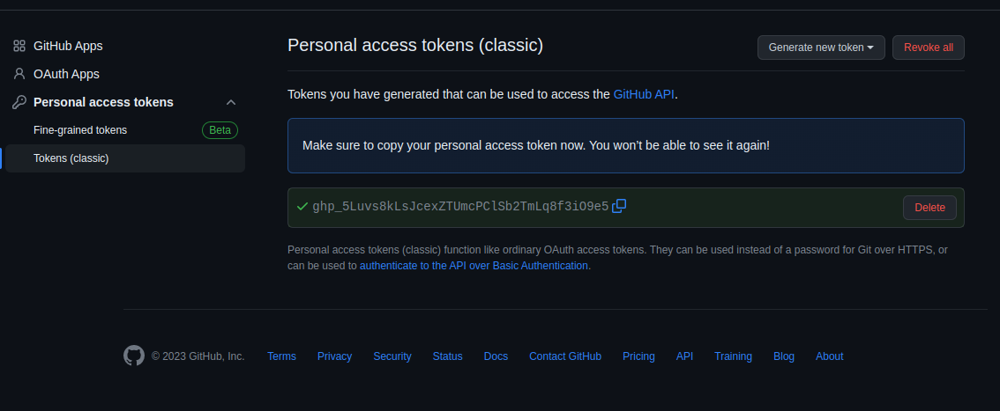 GitHub Apps
OAuth Apps
Personal access tokens
Fine-grained tokens Beta
Tokens (classic)
Personal access tokens (classic)
Generate new token
Revoke all
Tokens you have generated that can be used to access the GitHub API.
Make sure to copy your personal access token now. You won't be able to see it again!
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
Delete
Personal access tokens (classic) function like ordinary OAuth access tokens. They can be used instead of a password for Git over HTTPS, or
can be used to authenticate to the API over Basic Authentication.
© 2023 GitHub, Inc. Terms Privacy Security Status Docs Contact GitHub Pricing API Training Blog About